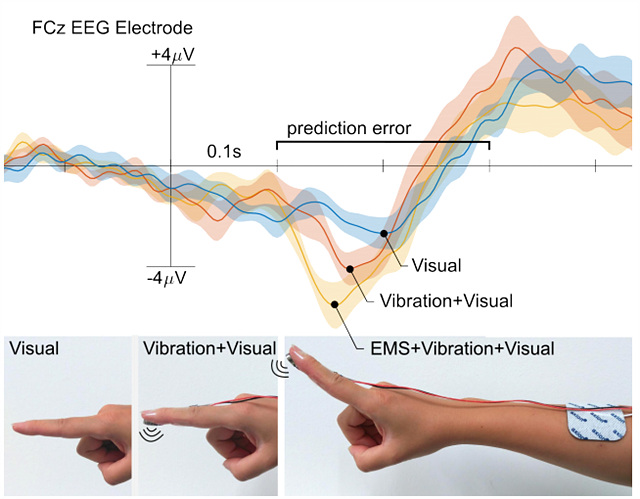 FCz EEG Electrode
+4μV
0.1s
prediction error
-4μV
Visual
Vibration+Visual
EMS+Vibration+Visual
Visual
Vibration+Visual